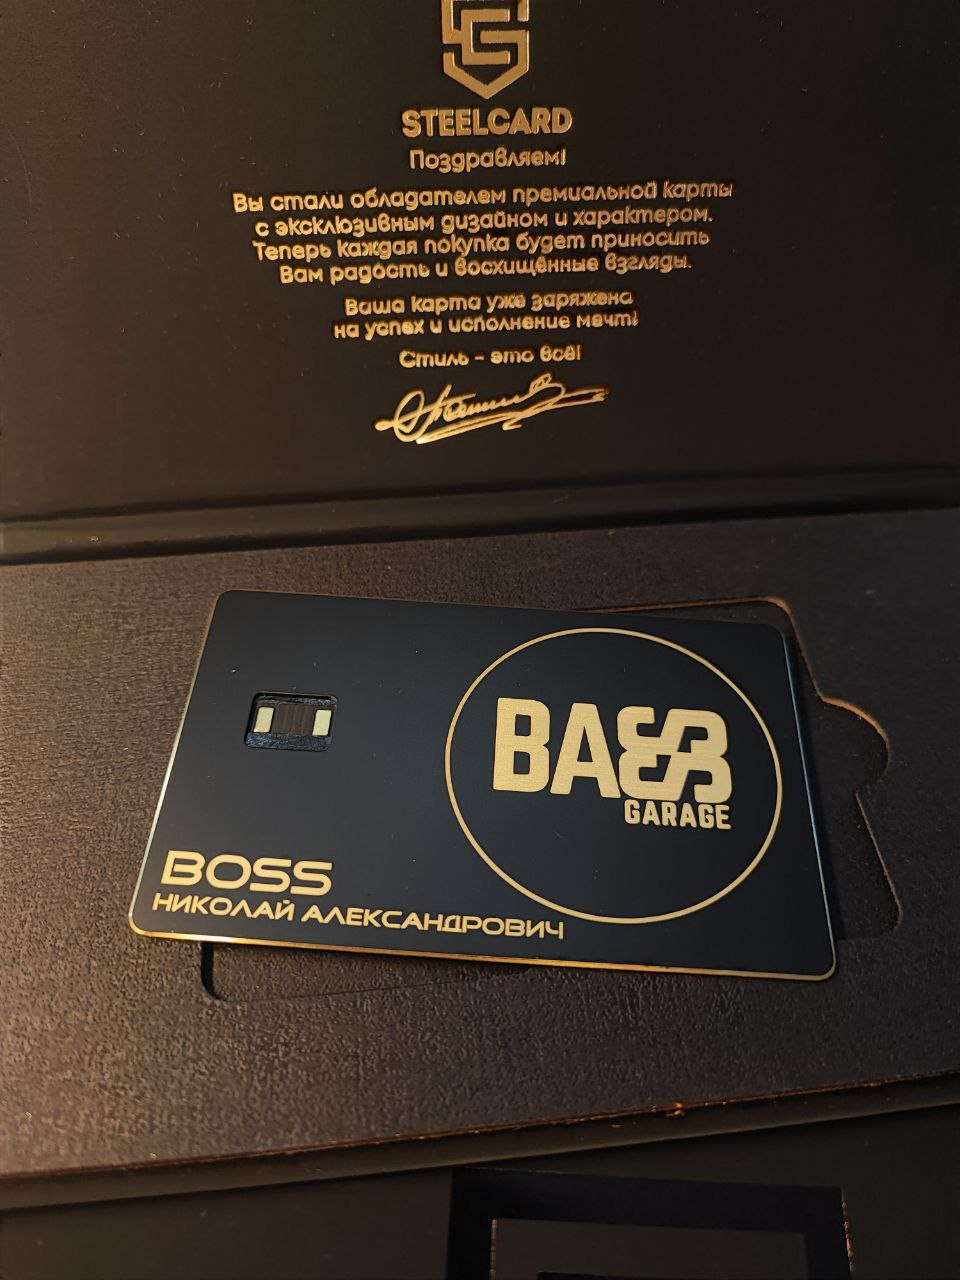 STEELCARD
Поздравляем!
Вы стали обладателем премиальной карты
с эксклюзивным дизайном и характером.
Теперь каждая покупка будет приносить
Вам радость и восхищённые взгляды.
Ваша карта уже заряжена
на успех и исполнение мечт!
Стиль - это всё!
BASS
GARAGE
BOSS
НИКОЛАЙ АЛЕКСАНДРОВИЧ